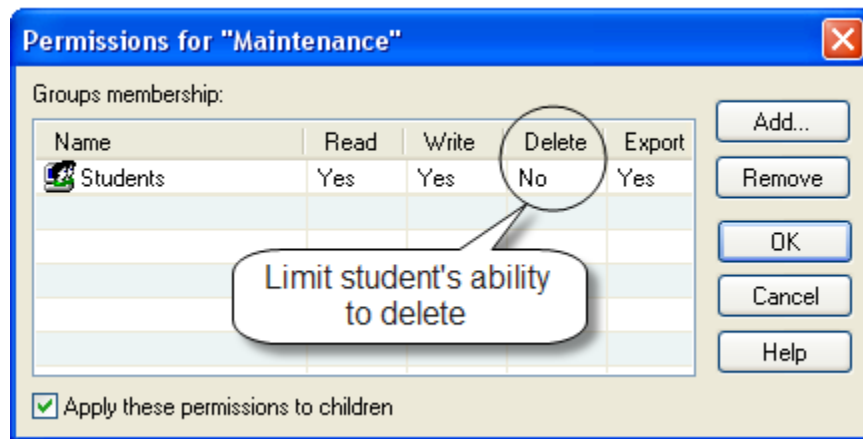 Permissions for "Maintenance"
Groups membership:
Name Read Write Delete Export
Students Yes Yes No Yes
Limit student's ability
to delete
Apply these permissions to children
Add...
Remove
OK
Cancel
Help